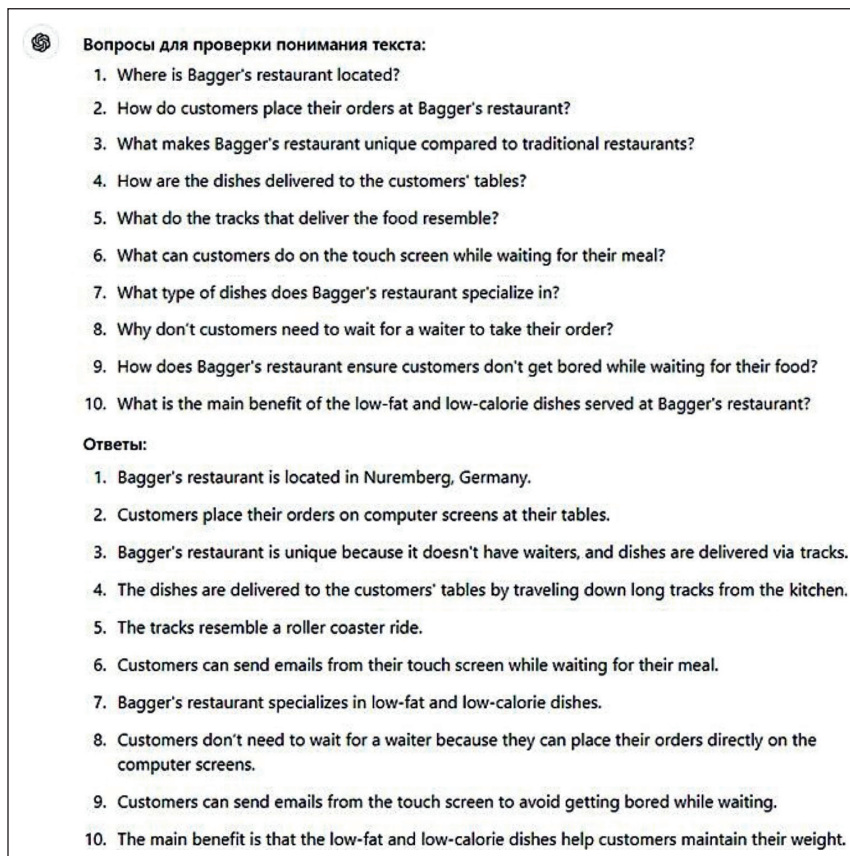 Вопросы для проверки понимания текста:
1. Where is Bagger's restaurant located?
2. How do customers place their orders at Bagger's restaurant?
3. What makes Bagger's restaurant unique compared to traditional restaurants?
4. How are the dishes delivered to the customers' tables?
5. What do the tracks that deliver the food resemble?
6. What can customers do on the touch screen while waiting for their meal?
7. What type of dishes does Bagger's restaurant specialize in?
8. Why don't customers need to wait for a waiter to take their order?
9. How does Bagger's restaurant ensure customers don't get bored while waiting for their food?
10. What is the main benefit of the low-fat and low-calorie dishes served at Bagger's restaurant?
Ответы:
1. Bagger's restaurant is located in Nuremberg, Germany.
2. Customers place their orders on computer screens at their tables.
3. Bagger's restaurant is unique because it doesn't have waiters, and dishes are delivered via tracks.
4. The dishes are delivered to the customers' tables by traveling down long tracks from the kitchen.
5. The tracks resemble a roller coaster ride.
6. Customers can send emails from their touch screen while waiting for their meal.
7. Bagger's restaurant specializes in low-fat and low-calorie dishes.
8. Customers don't need to wait for a waiter because they can place their orders directly on the
computer screens.
9. Customers can send emails from the touch screen to avoid getting bored while waiting.
10. The main benefit is that the low-fat and low-calorie dishes help customers maintain their weight.